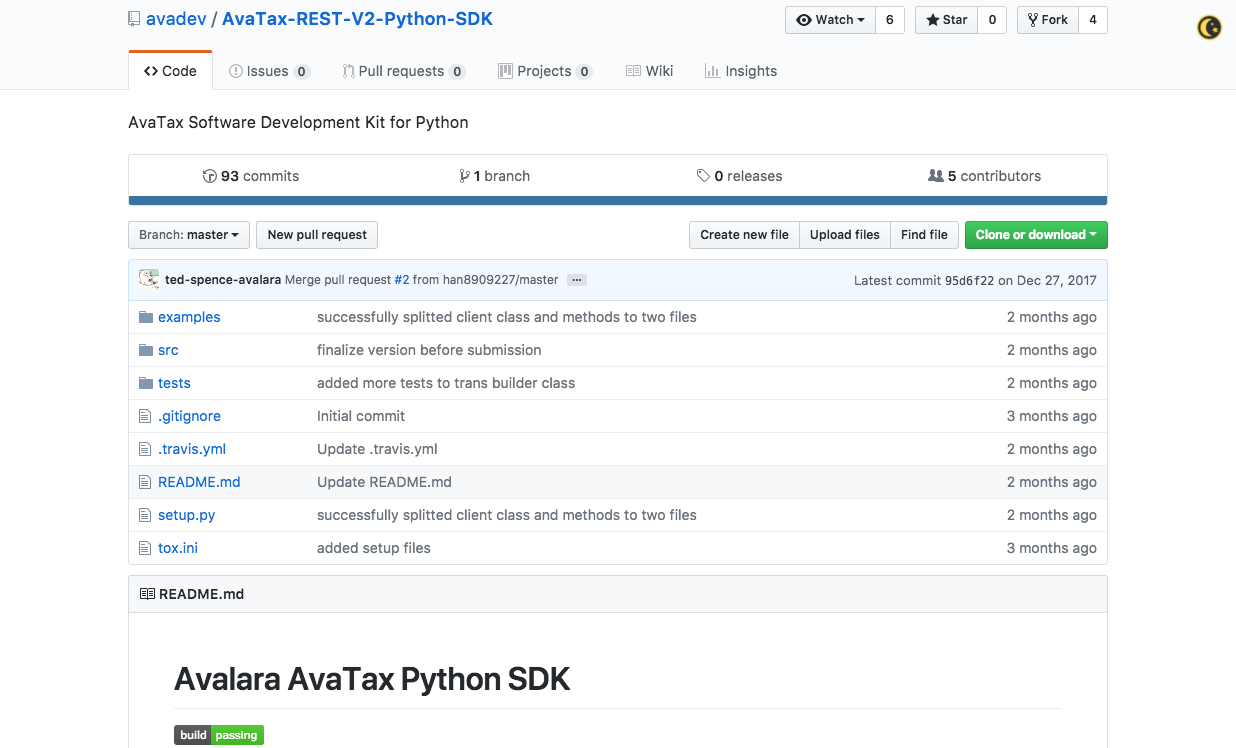 avadev / AvaTax-REST-V2-Python-SDK
Watch 6 Star 0 Fork 4
Code Issues 0 Pull requests 0 Projects 0 Wiki Insights
AvaTax Software Development Kit for Python
93 commits 1 branch 0 releases 5 contributors
Branch: master New pull request Create new file Upload files Find file Clone or download
ted-spence-avalara Merge pull request #2 from han8909227/master ... Latest commit 95d6f22 on Dec 27, 2017
examples successfully splitted client class and methods to two files 2 months ago
src finalize version before submission 2 months ago
tests added more tests to trans builder class 2 months ago
.gitignore Initial commit 3 months ago
.travis.yml Update .travis.yml 2 months ago
README.md Update README.md 2 months ago
setup.py successfully splitted client class and methods to two files 2 months ago
tox.ini added setup files 3 months ago
README.md
Avalara AvaTax Python SDK
build passing